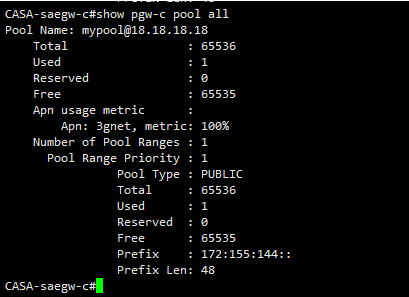 CASA-saegw-c#show pgw-c pool all
Pool Name: mypool@18.18.18.18
Total : 65536
Used : 1
Reserved : 0
Free : 65535
Apn usage metric :
Apn: 3gnet, metric: 100%
Number of Pool Ranges : 1
Pool Range Priority : 1
Pool Type : PUBLIC
Total : 65536
Used : 1
Reserved : 0
Free : 65535
Prefix : 172:155:144::
Prefix Len: 48
CASA-saegw-c#